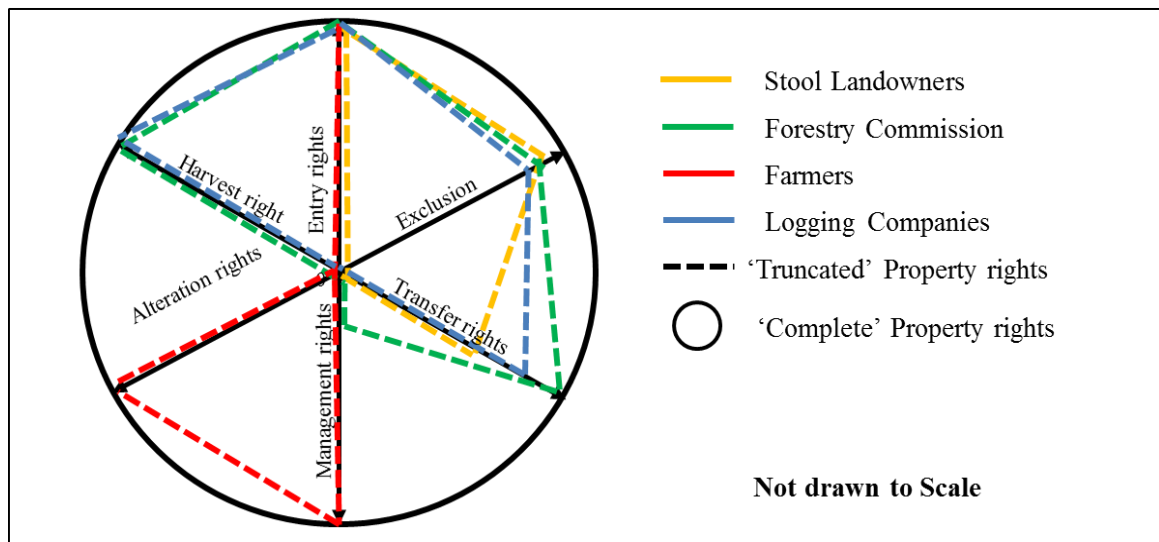 Harvest right
Entry rights
Exclusion
Alteration rights
Management rights
Transfer rights
Stool Landowners
Forestry Commission
Farmers
Logging Companies
‘Truncated’ Property rights
‘Complete’ Property rights
Not drawn to Scale